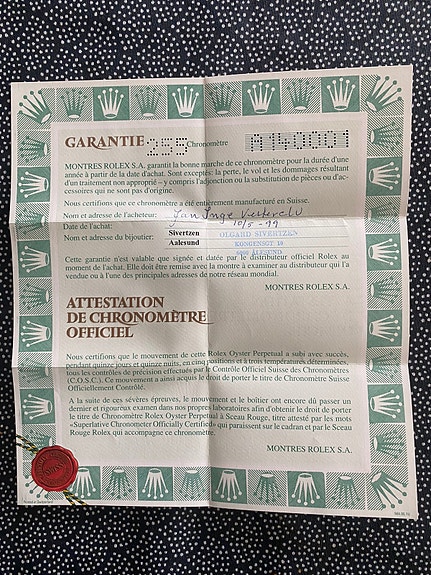 GARANTIE 255 Chronomètre A140001
MONTRES ROLEX S.A. garantit la bonne marche de ce chronomètre pour la durée d'une
année à partir de la date d'achat. Sont exceptés: la perte, le vol et les dommages résultant
d'un traitement non approprié – y compris l'adjonction ou la substitution de pièces ou d'ac-
cessoires qui ne sont pas d'origine.
Nous certifions que ce chronomètre a été entièrement manufacturé en Suisse.
Nom et adresse de l'acheteur: Jan Inge
Date de l'achat: 10/5-99
Sivertzen OLGARD SIVERTZEN
Nom et adresse du bijoutier: Aalesund KONGENSGT 10
ÅLESUND
Cette garantie n'est valable que signée et datée par le distributeur officiel Rolex au
moment de l'achat. Elle doit être remise avec la montre à examiner au distributeur qui l'a
vendue ou à l'une des principales adresses de notre réseau mondial.
MONTRES ROLEX S.A.
ATTESTATION
DE CHRONOMÈTRE
OFFICIEL
Nous certifions que le mouvement de cette Rolex Oyster Perpetual a subi avec succès,
pendant quinze jours et quinze nuits, en cinq positions et à trois températures déterminées,
tous les contrôles de précision effectués par le Contrôle Officiel Suisse des Chronomètres
(C.O.S.C.). Ce mouvement a ainsi acquis le droit de porter le titre de Chronomètre Suisse
Officiellement Contrôlé.
A la suite de ces sévères épreuves, le mouvement et le boîtier ont encore dû passer un
dernier et rigoureux examen dans nos propres laboratoires afin d'obtenir le droit de porter
le titre de Chronomètre Rolex Oyster Perpetual à Sceau Rouge, titre attesté par les mots
«Superlative Chronometer Officially Certified» qui paraissent sur le cadran et par le Sceau
Rouge Rolex qui accompagne ce chronomètre.
MONTRES ROLEX S.A.